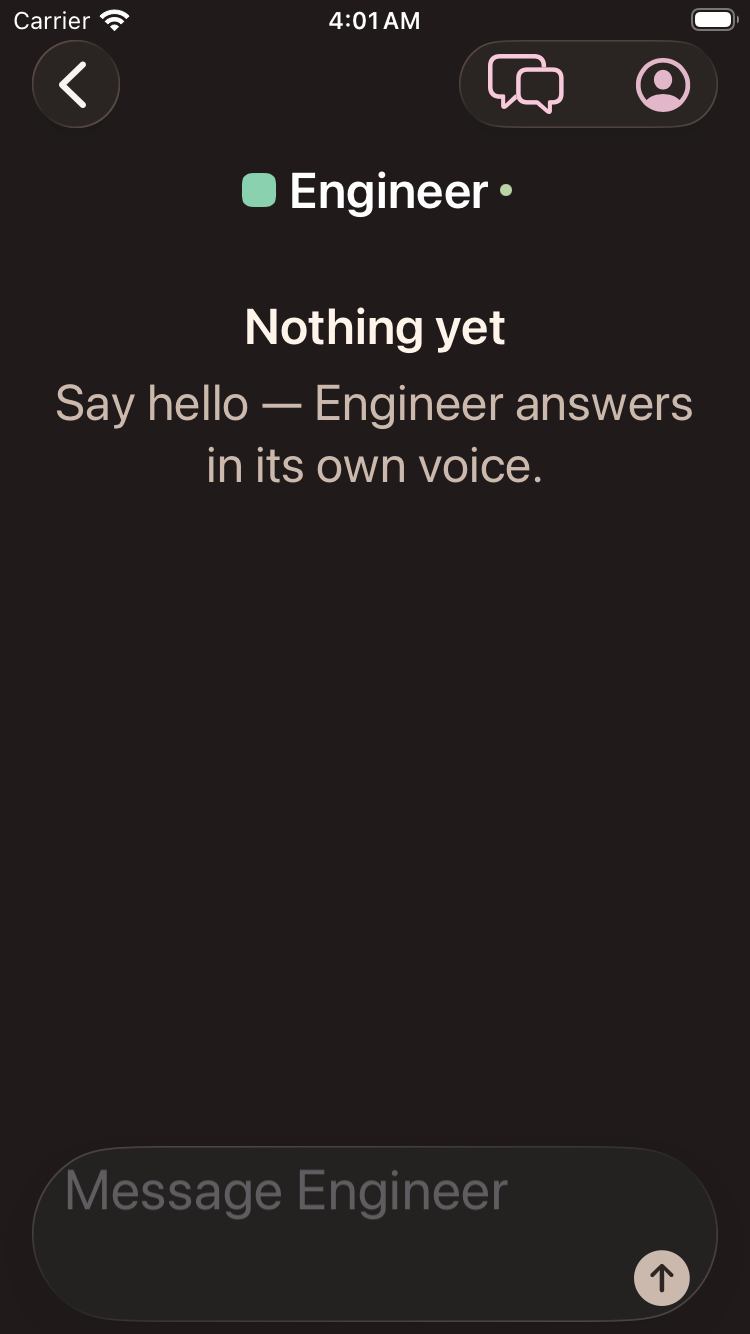 Carrier 4:01 AM
Engineer
Nothing yet
Say hello — Engineer answers
in its own voice.
Message Engineer